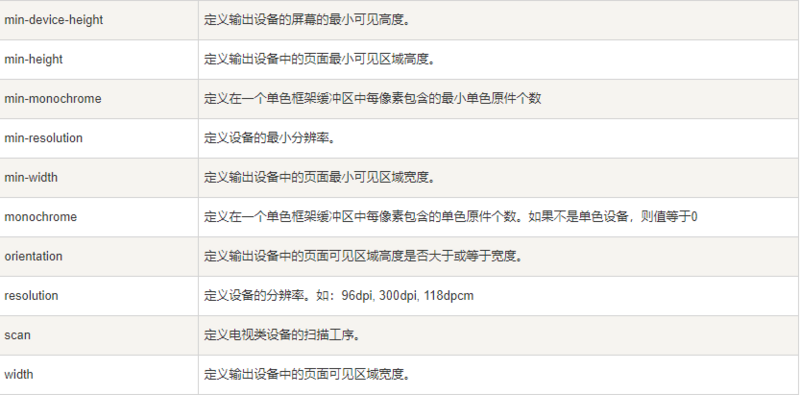 min-device-height 定义输出设备的屏幕的最小可见高度。
min-height 定义输出设备中的页面最小可见区域高度。
min-monochrome 定义在一个单色框架缓冲区中每像素包含的最小单色原件个数
min-resolution 定义设备的最小分辨率。
min-width 定义输出设备中的页面最小可见区域宽度。
monochrome 定义在一个单色框架缓冲区中每像素包含的单色原件个数。如果不是单色设备，则值等于0
orientation 定义输出设备中的页面可见区域高度是否大于或等于宽度。
resolution 定义设备的分辨率。如：96dpi, 300dpi, 118dpcm
scan 定义电视类设备的扫描工序。
width 定义输出设备中的页面可见区域宽度。